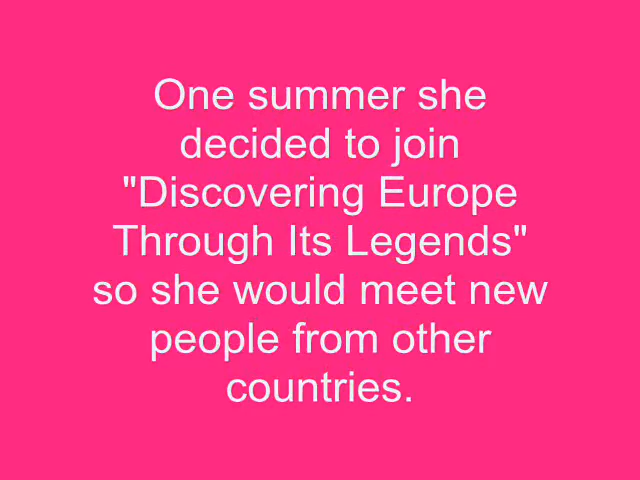 One summer she
decided to join
"Discovering Europe
Through Its Legends"
so she would meet new
people from other
countries.